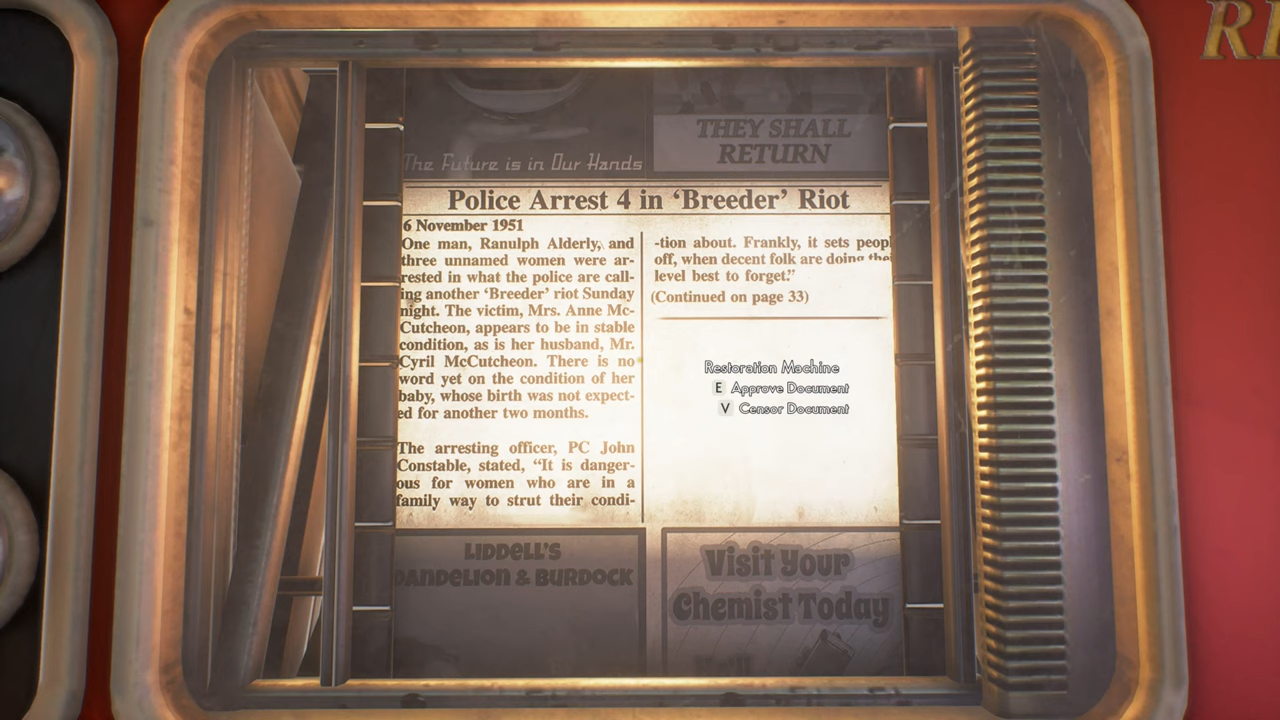 RE
The Future is in Our Hands
THEY SHALL
RETURN
Police Arrest 4 in ‘Breeder’ Riot
6 November 1951
One man, Ranulph Alderly, and
three unnamed women were ar-
rested in what the police are call-
ing another ‘Breeder’ riot Sunday
night. The victim, Mrs. Anne Mc-
Cutcheon, appears to be in stable
condition, as is her husband, Mr.
Cyril McCutcheon. There is no
word yet on the condition of her
baby, whose birth was not expect-
ed for another two months.
The arresting officer, PC John
Constable, stated, “It is danger-
ous for women who are in a
family way to strut their condi-
-tion about. Frankly, it sets peopl
off, when decent folk are doing their
level best to forget.”
(Continued on page 33)
Restoration Machine
E Approve Document
V Censor Document
LIDDELL'S
DANDELION & BURDOCK
Visit Your
Chemist Today